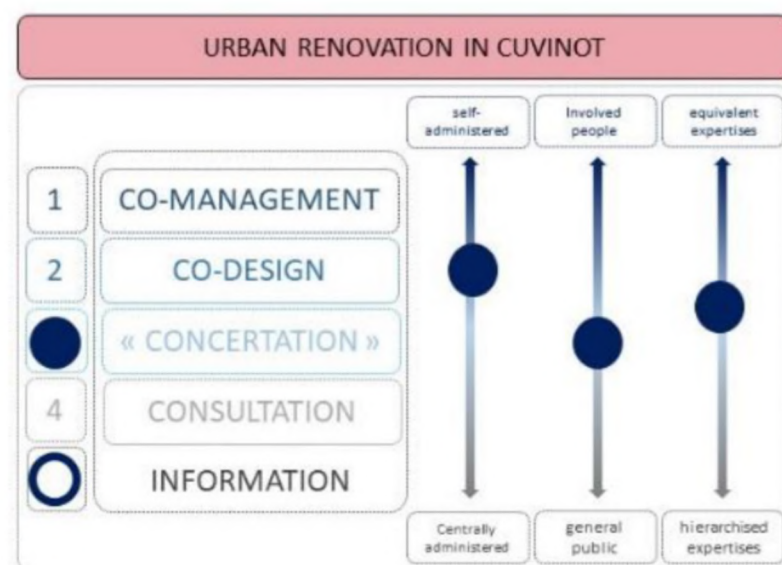 URBAN RENOVATION IN CUVINOT
self-
administered
Involved
people
equivalent
expertises
1
CO-MANAGEMENT
2
CO-DESIGN
« CONCERTATION »
4
CONSULTATION
INFORMATION
Centrally
administered
general
public
hierarchised
expertises